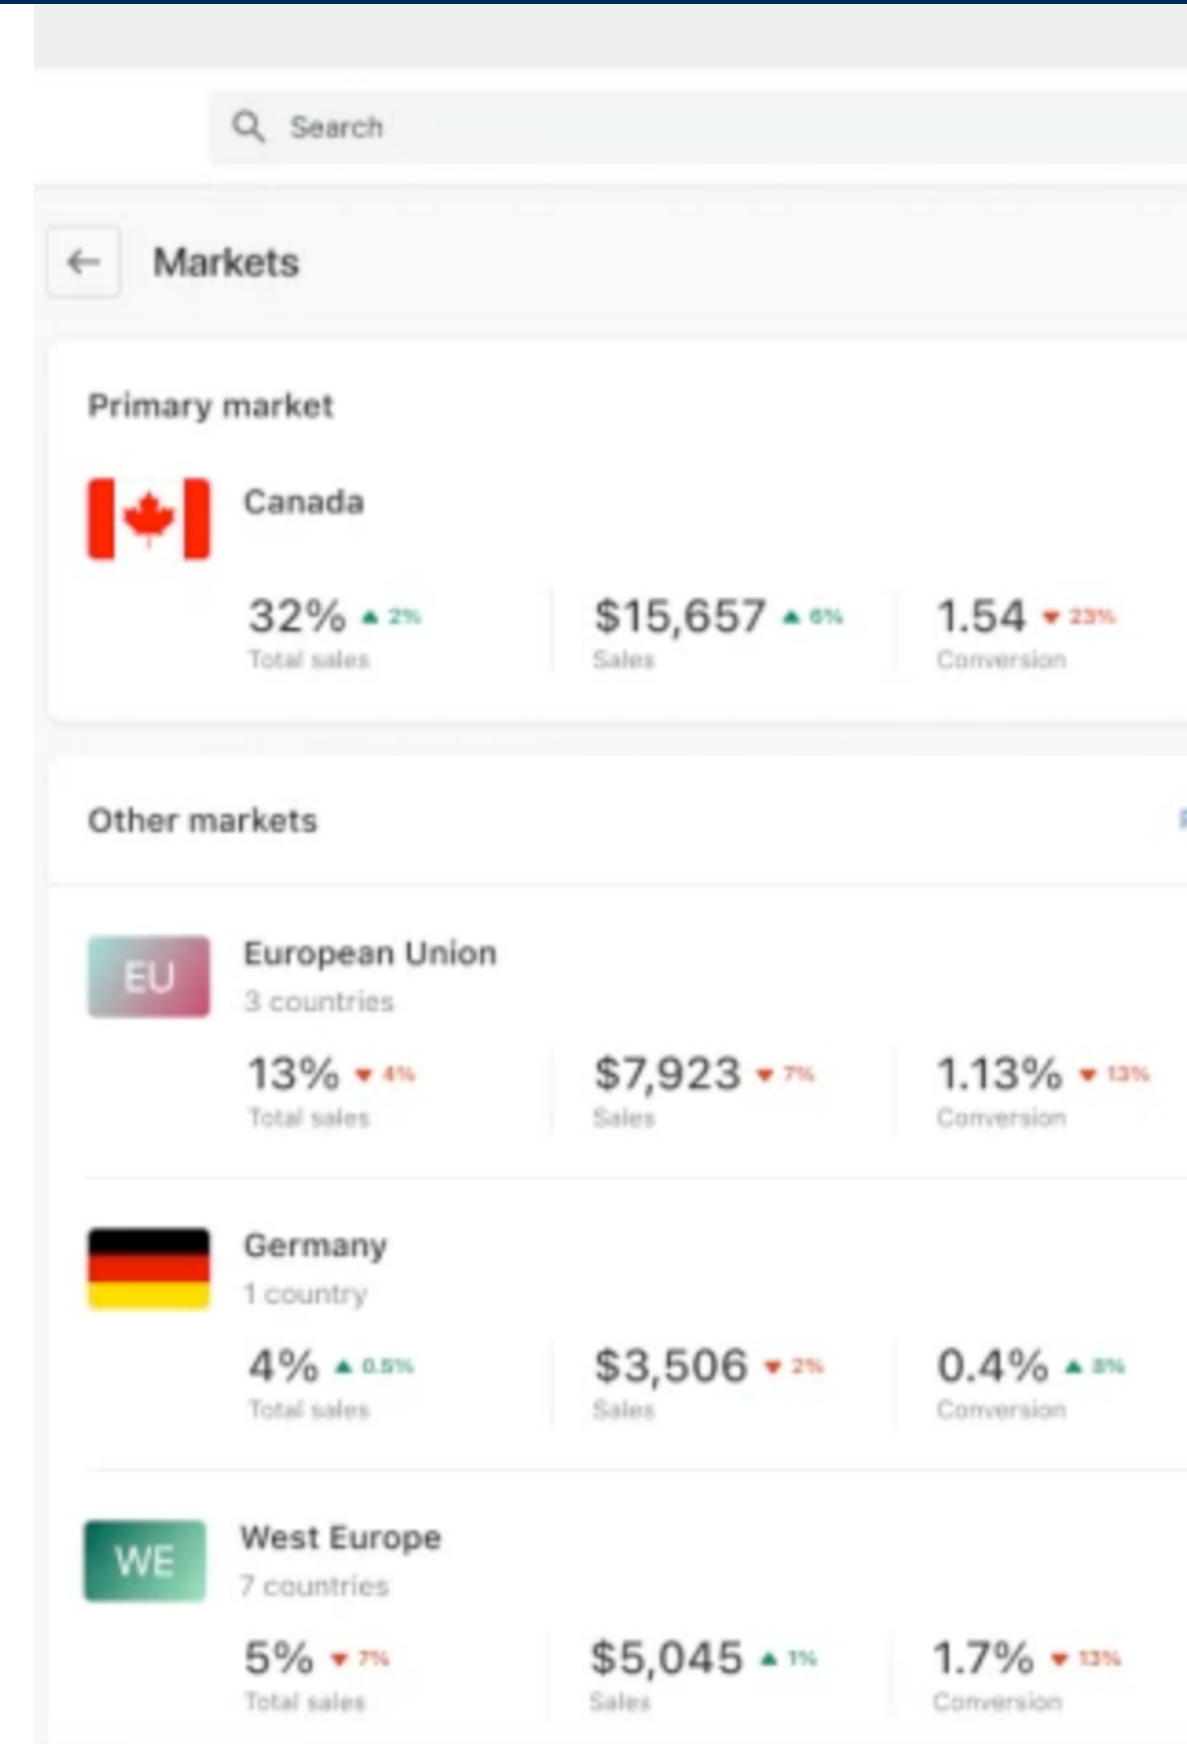 Search
Markets
Primary market
Canada
32% ▲ 2% $15,657 ▲ 6% 1.54 ▼ 23%
Total sales Sales Conversion
Other markets
EU European Union
3 countries
13% ▼ 4% $7,923 ▼ 7% 1.13% ▼ 13%
Total sales Sales Conversion
Germany
1 country
4% ▲ 0.5% $3,506 ▼ 2% 0.4% ▲ 8%
Total sales Sales Conversion
WE West Europe
7 countries
5% ▼ 7% $5,045 ▲ 1% 1.7% ▼ 13%
Total sales Sales Conversion